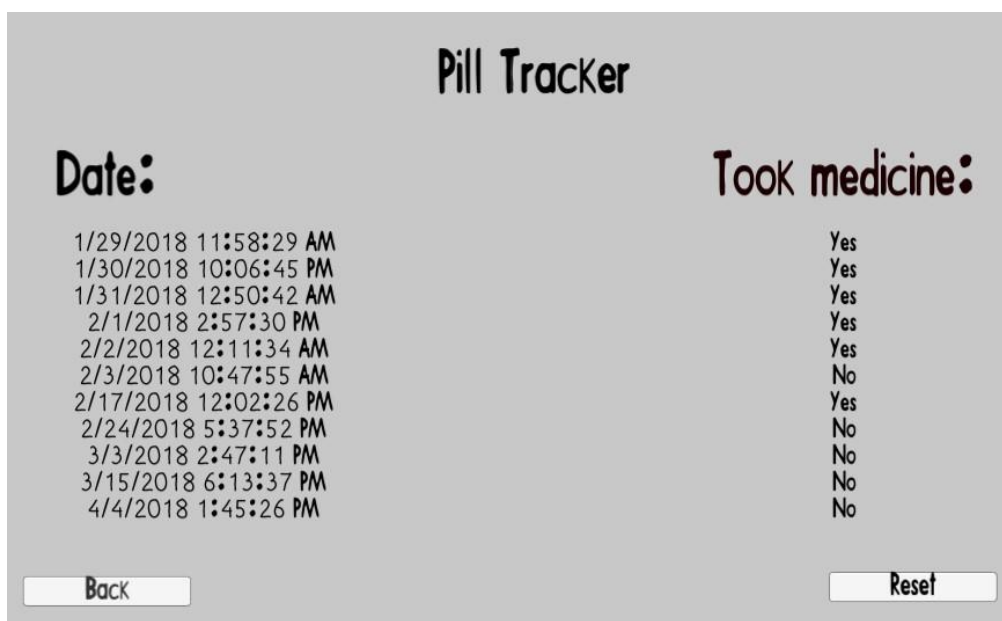 Pill Tracker
Date: Took medicine:
1/29/2018 11:58:29 AM Yes
1/30/2018 10:06:45 PM Yes
1/31/2018 12:50:42 AM Yes
2/1/2018 2:57:30 PM Yes
2/2/2018 12:11:34 AM Yes
2/3/2018 10:47:55 AM No
2/17/2018 12:02:26 PM Yes
2/24/2018 5:37:52 PM No
3/3/2018 2:47:11 PM No
3/15/2018 6:13:37 PM No
4/4/2018 1:45:26 PM No
Back Reset